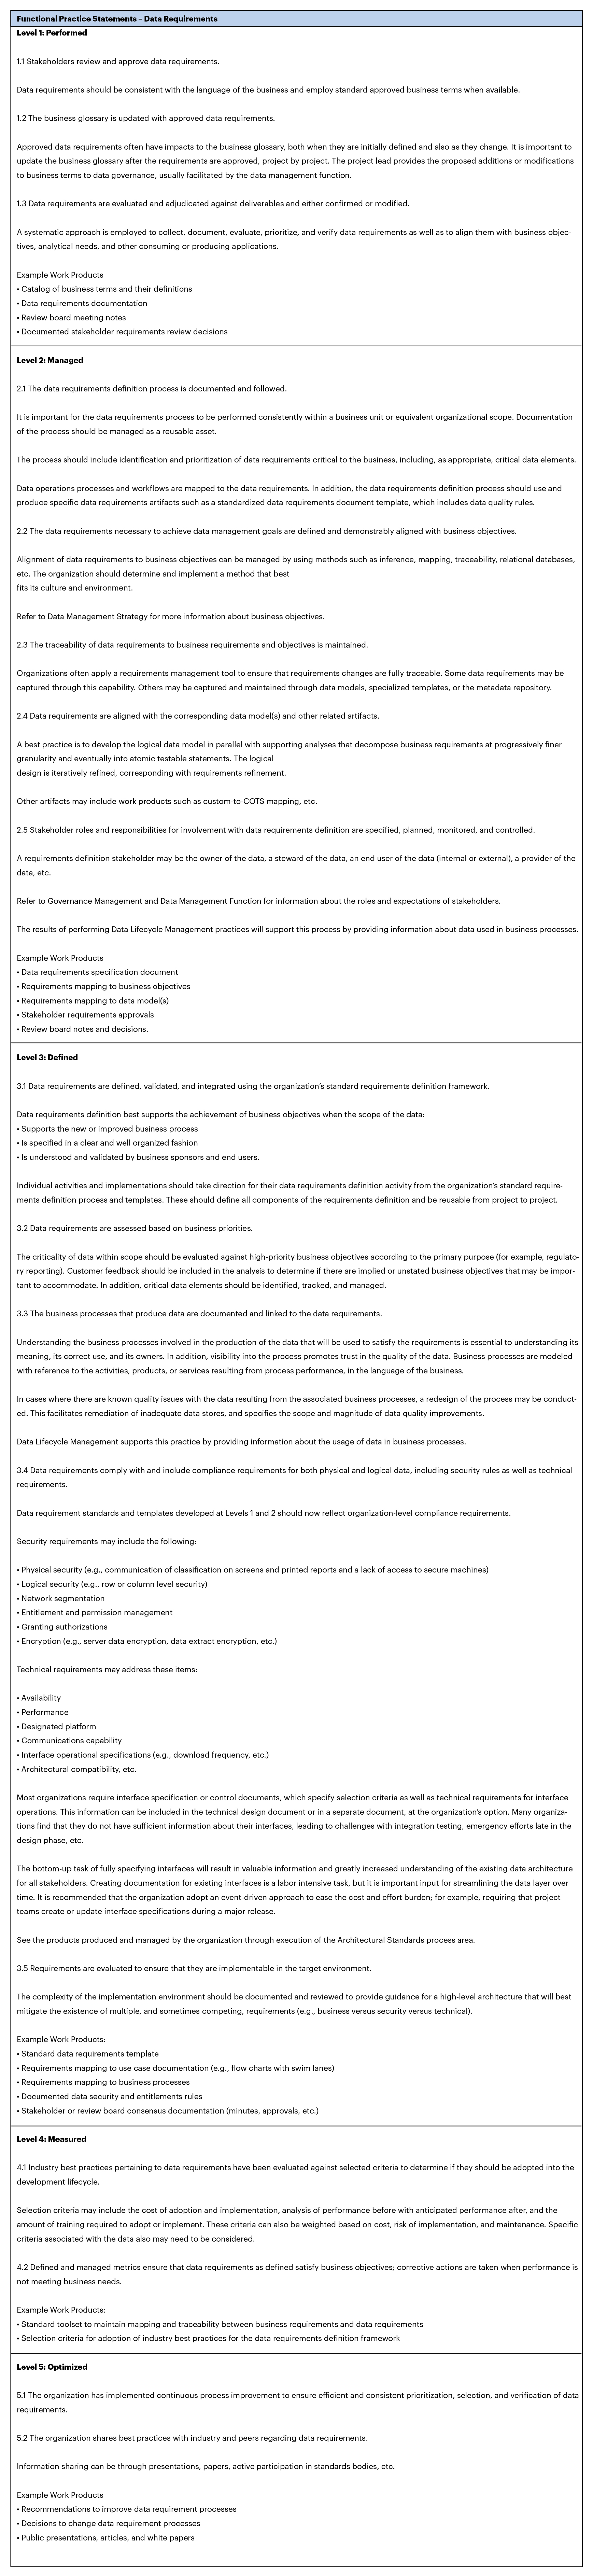 Functional Practice Statements – Data Requirements
Level 1: Performed
1.1 Stakeholders review and approve data requirements.
Data requirements should be consistent with the language of the business and employ standard approved business terms when available.
1.2 The business glossary is updated with approved data requirements.
Approved data requirements often have impacts to the business glossary, both when they are initially defined and also as they change. It is important to
update the business glossary after the requirements are approved, project by project. The project lead provides the proposed additions or modifications
to business terms to data governance, usually facilitated by the data management function.
1.3 Data requirements are evaluated and adjudicated against deliverables and either confirmed or modified.
A systematic approach is employed to collect, document, evaluate, prioritize, and verify data requirements as well as to align them with business objec-
tives, analytical needs, and other consuming or producing applications.
Example Work Products
• Catalog of business terms and their definitions
• Data requirements documentation
• Review board meeting notes
• Documented stakeholder requirements review decisions
Level 2: Managed
2.1 The data requirements definition process is documented and followed.
It is important for the data requirements process to be performed consistently within a business unit or equivalent organizational scope. Documentation
of the process should be managed as a reusable asset.
The process should include identification and prioritization of data requirements critical to the business, including, as appropriate, critical data elements.
Data operations processes and workflows are mapped to the data requirements. In addition, the data requirements definition process should use and
produce specific data requirements artifacts such as a standardized data requirements document template, which includes data quality rules.
2.2 The data requirements necessary to achieve data management goals are defined and demonstrably aligned with business objectives.
Alignment of data requirements to business objectives can be managed by using methods such as inference, mapping, traceability, relational databases,
etc. The organization should determine and implement a method that best
fits its culture and environment.
Refer to Data Management Strategy for more information about business objectives.
2.3 The traceability of data requirements to business requirements and objectives is maintained.
Organizations often apply a requirements management tool to ensure that requirements changes are fully traceable. Some data requirements may be
captured through this capability. Others may be captured and maintained through data models, specialized templates, or the metadata repository.
2.4 Data requirements are aligned with the corresponding data model(s) and other related artifacts.
A best practice is to develop the logical data model in parallel with supporting analyses that decompose business requirements at progressively finer
granularity and eventually into atomic testable statements. The logical
design is iteratively refined, corresponding with requirements refinement.
Other artifacts may include work products such as custom-to-COTS mapping, etc.
2.5 Stakeholder roles and responsibilities for involvement with data requirements definition are specified, planned, monitored, and controlled.
A requirements definition stakeholder may be the owner of the data, a steward of the data, an end user of the data (internal or external), a provider of the
data, etc.
Refer to Governance Management and Data Management Function for information about the roles and expectations of stakeholders.
The results of performing Data Lifecycle Management practices will support this process by providing information about data used in business processes.
Example Work Products
• Data requirements specification document
• Requirements mapping to business objectives
• Requirements mapping to data model(s)
• Stakeholder requirements approvals
• Review board notes and decisions.
Level 3: Defined
3.1 Data requirements are defined, validated, and integrated using the organization's standard requirements definition framework.
Data requirements definition best supports the achievement of business objectives when the scope of the data:
• Supports the new or improved business process
• Is specified in a clear and well organized fashion
• Is understood and validated by business sponsors and end users.
Individual activities and implementations should take direction for their data requirements definition activity from the organization's standard require-
ments definition process and templates. These should define all components of the requirements definition and be reusable from project to project.
3.2 Data requirements are assessed based on business priorities.
The criticality of data within scope should be evaluated against high-priority business objectives according to the primary purpose (for example, regulato-
ry reporting). Customer feedback should be included in the analysis to determine if there are implied or unstated business objectives that may be impor-
tant to accommodate. In addition, critical data elements should be identified, tracked, and managed.
3.3 The business processes that produce data are documented and linked to the data requirements.
Understanding the business processes involved in the production of the data that will be used to satisfy the requirements is essential to understanding its
meaning, its correct use, and its owners. In addition, visibility into the process promotes trust in the quality of the data. Business processes are modeled
with reference to the activities, products, or services resulting from process performance, in the language of the business.
In cases where there are known quality issues with the data resulting from the associated business processes, a redesign of the process may be conduct-
ed. This facilitates remediation of inadequate data stores, and specifies the scope and magnitude of data quality improvements.
Data Lifecycle Management supports this practice by providing information about the usage of data in business processes.
3.4 Data requirements comply with and include compliance requirements for both physical and logical data, including security rules as well as technical
requirements.
Data requirement standards and templates developed at Levels 1 and 2 should now reflect organization-level compliance requirements.
Security requirements may include the following:
• Physical security (e.g., communication of classification on screens and printed reports and a lack of access to secure machines)
• Logical security (e.g., row or column level security)
• Network segmentation
• Entitlement and permission management
• Granting authorizations
• Encryption (e.g., server data encryption, data extract encryption, etc.)
Technical requirements may address these items:
• Availability
• Performance
• Designated platform
• Communications capability
• Interface operational specifications (e.g., download frequency, etc.)
• Architectural compatibility, etc.
Most organizations require interface specification or control documents, which specify selection criteria as well as technical requirements for interface
operations. This information can be included in the technical design document or in a separate document, at the organization's option. Many organiza-
tions find that they do not have sufficient information about their interfaces, leading to challenges with integration testing, emergency efforts late in the
design phase, etc.
The bottom-up task of fully specifying interfaces will result in valuable information and greatly increased understanding of the existing data architecture
for all stakeholders. Creating documentation for existing interfaces is a labor intensive task, but it is important input for streamlining the data layer over
time. It is recommended that the organization adopt an event-driven approach to ease the cost and effort burden; for example, requiring that project
teams create or update interface specifications during a major release.
See the products produced and managed by the organization through execution of the Architectural Standards process area.
3.5 Requirements are evaluated to ensure that they are implementable in the target environment.
The complexity of the implementation environment should be documented and reviewed to provide guidance for a high-level architecture that will best
mitigate the existence of multiple, and sometimes competing, requirements (e.g., business versus security versus technical).
Example Work Products:
• Standard data requirements template
• Requirements mapping to use case documentation (e.g., flow charts with swim lanes)
• Requirements mapping to business processes
• Documented data security and entitlements rules
• Stakeholder or review board consensus documentation (minutes, approvals, etc.)
Level 4: Measured
4.1 Industry best practices pertaining to data requirements have been evaluated against selected criteria to determine if they should be adopted into the
development lifecycle.
Selection criteria may include the cost of adoption and implementation, analysis of performance before with anticipated performance after, and the
amount of training required to adopt or implement. These criteria can also be weighted based on cost, risk of implementation, and maintenance. Specific
criteria associated with the data also may need to be considered.
4.2 Defined and managed metrics ensure that data requirements as defined satisfy business objectives; corrective actions are taken when performance is
not meeting business needs.
Example Work Products:
• Standard toolset to maintain mapping and traceability between business requirements and data requirements
• Selection criteria for adoption of industry best practices for the data requirements definition framework
Level 5: Optimized
5.1 The organization has implemented continuous process improvement to ensure efficient and consistent prioritization, selection, and verification of data
requirements.
5.2 The organization shares best practices with industry and peers regarding data requirements.
Information sharing can be through presentations, papers, active participation in standards bodies, etc.
Example Work Products
• Recommendations to improve data requirement processes
• Decisions to change data requirement processes
• Public presentations, articles, and white papers